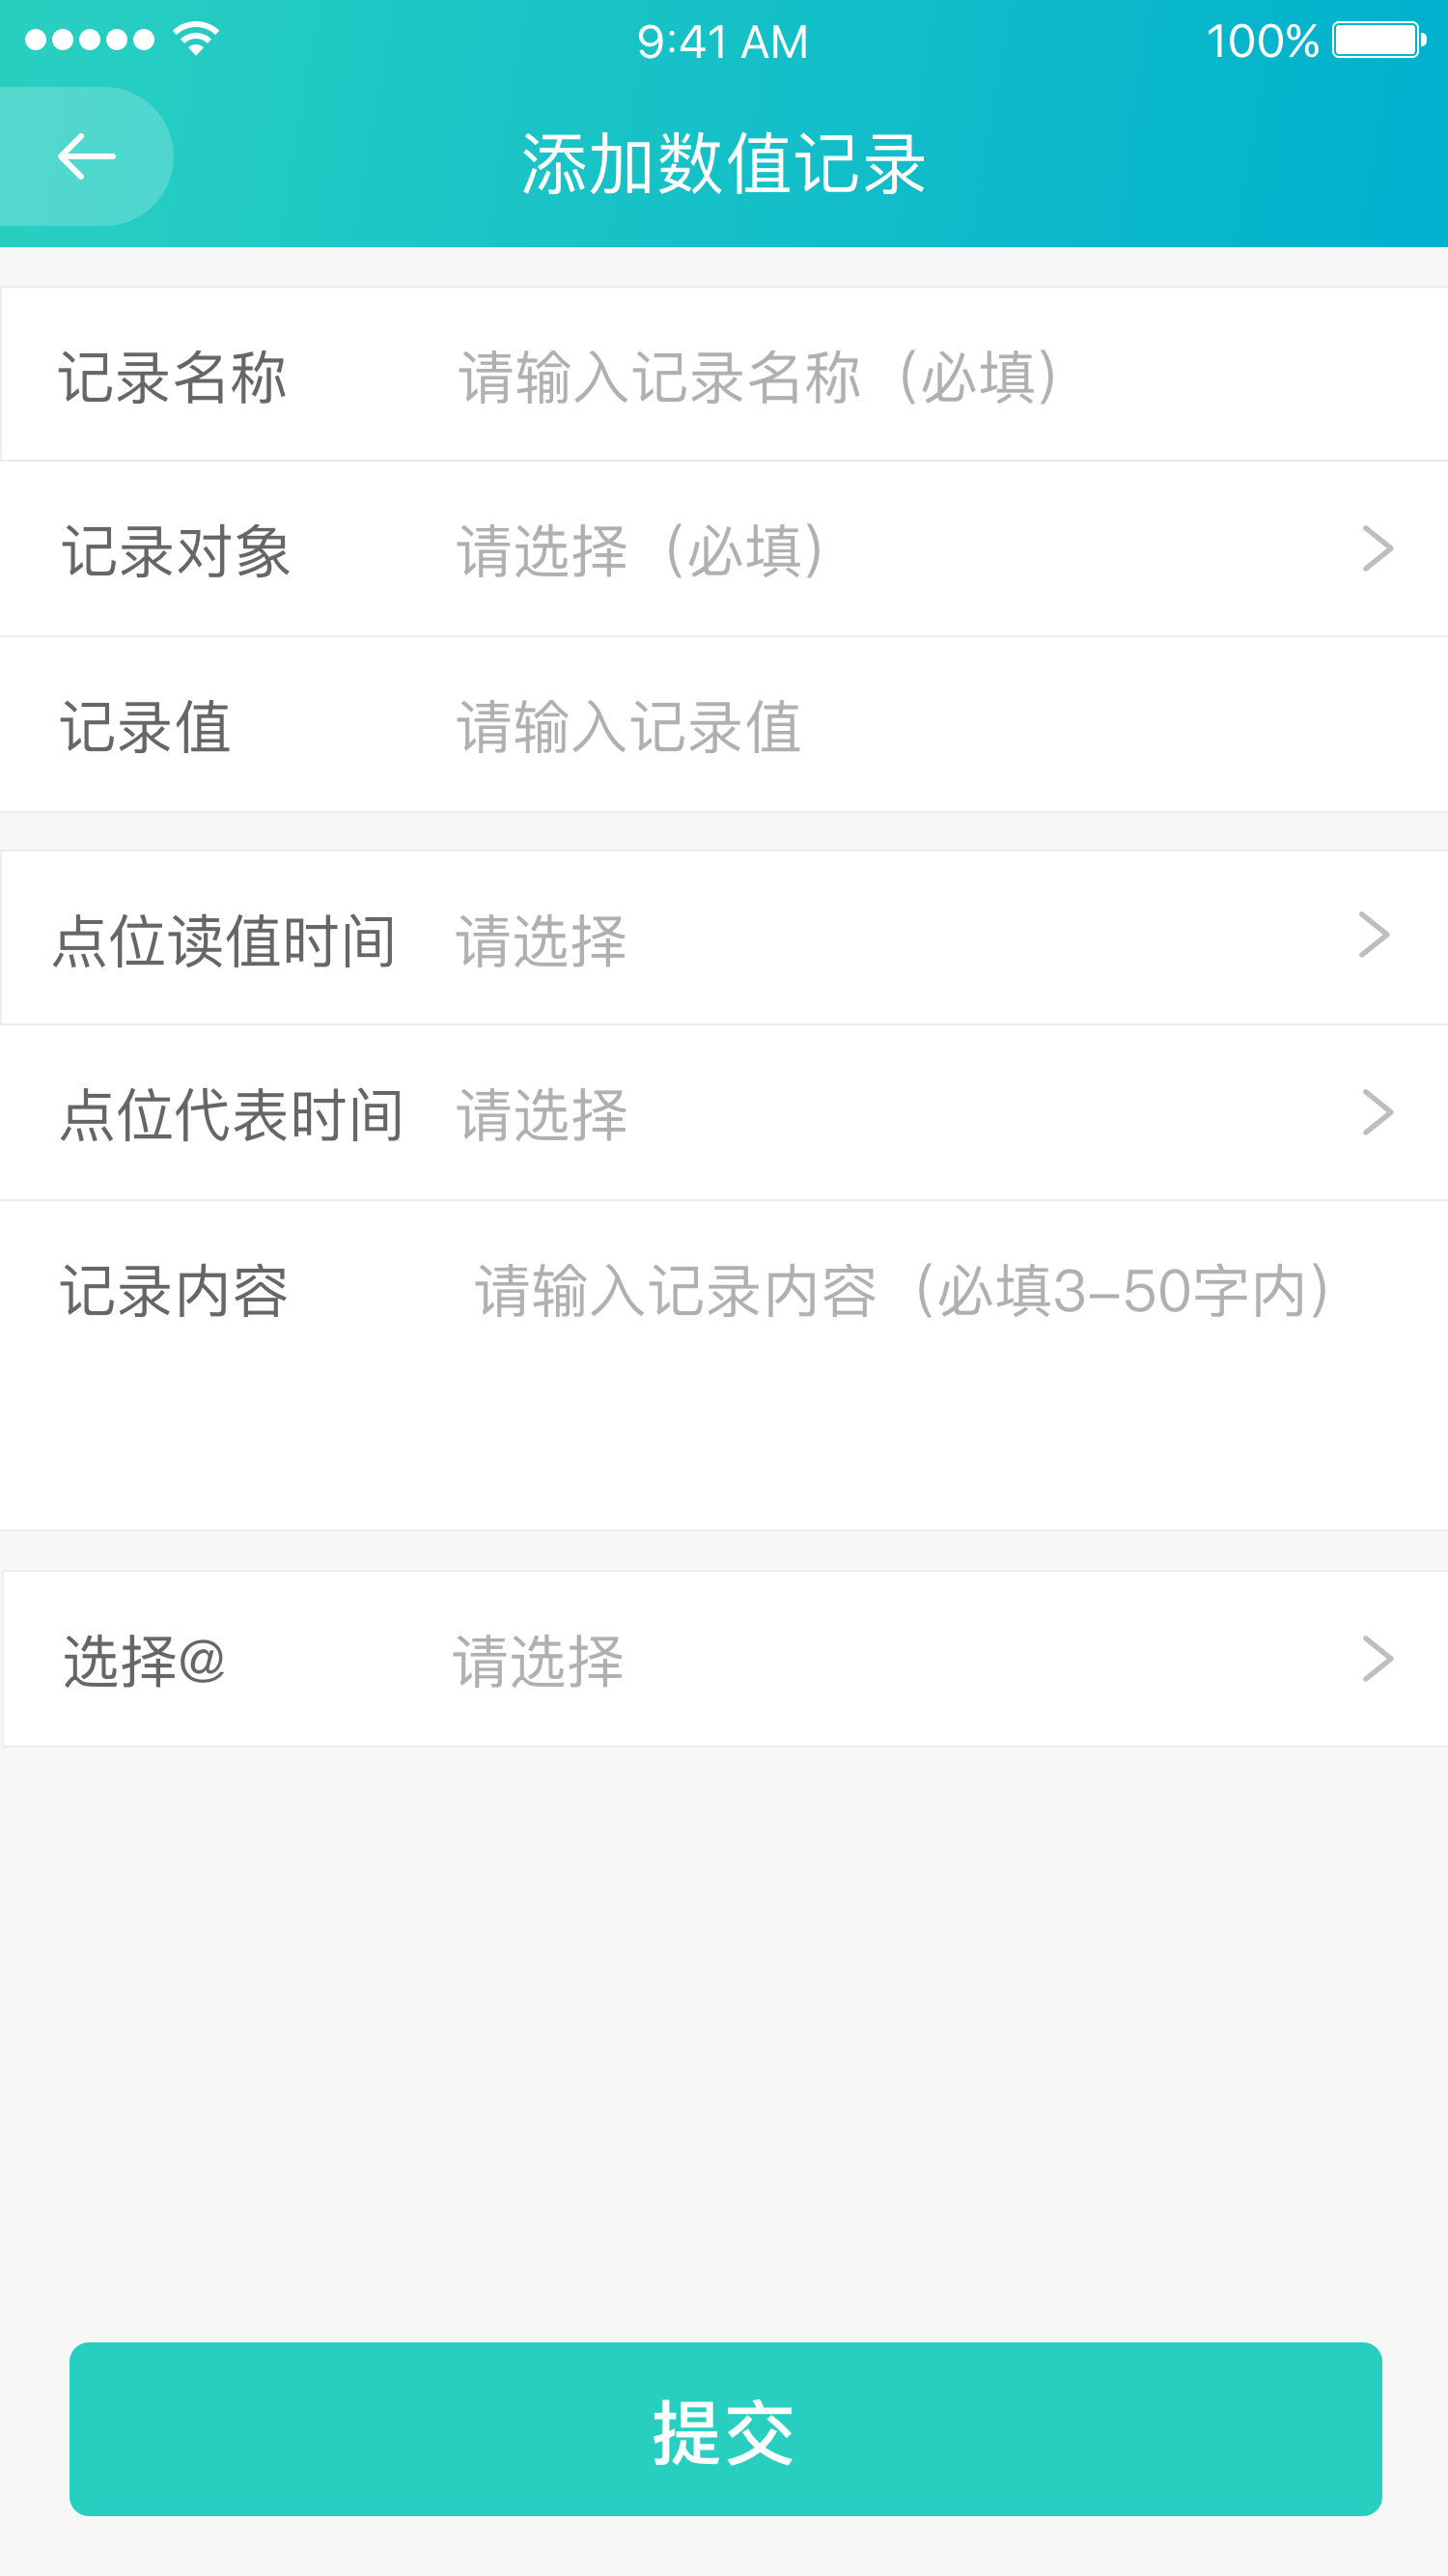 9:41 AM 100%
添加数值记录
记录名称 请输入记录名称（必填）
记录对象 请选择（必填）
记录值 请输入记录值
点位读值时间 请选择
点位代表时间 请选择
记录内容 请输入记录内容（必填3-50字内）
选择@ 请选择
提交